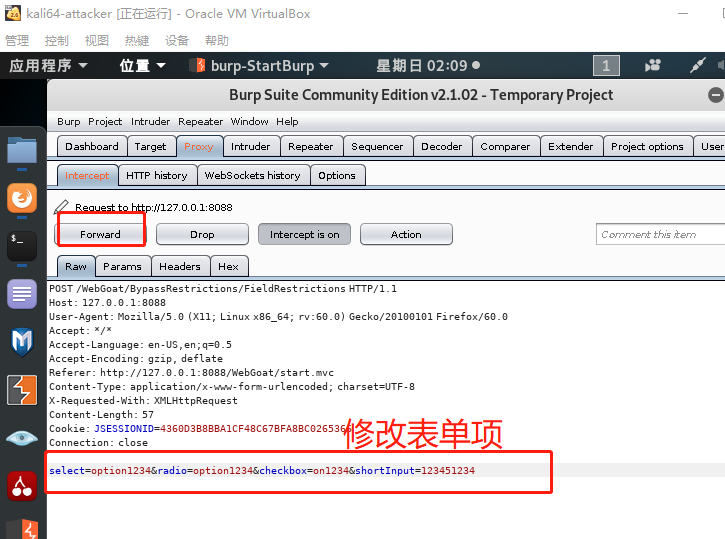 kali64-attacker [正在运行] - Oracle VM VirtualBox
管理 控制 视图 热键 设备 帮助
应用程序 位置 burp-StartBurp 星期日 02:09 1
Burp Suite Community Edition v2.1.02 - Temporary Project
Burp Project Intruder Repeater Window Help
Dashboard Target Proxy Intruder Repeater Sequencer Decoder Comparer Extender Project options User
Intercept HTTP history WebSockets history Options
Request to http://127.0.0.1:8088
Forward Drop Intercept is on Action Comment this item
Raw Params Headers Hex
POST /WebGoat/BypassRestrictions/FieldRestrictions HTTP/1.1
Host: 127.0.0.1:8088
User-Agent: Mozilla/5.0 (X11; Linux x86_64; rv:60.0) Gecko/20100101 Firefox/60.0
Accept: */*
Accept-Language: en-US,en;q=0.5
Accept-Encoding: gzip, deflate
Referer: http://127.0.0.1:8088/WebGoat/start.mvc
Content-Type: application/x-www-form-urlencoded; charset=UTF-8
X-Requested-With: XMLHttpRequest
Content-Length: 57
Cookie: JSESSIONID=4360D3B8BBA1CF48C67BFA8BC026536
Connection: close
修改表单项
select=option1234&radio=option1234&checkbox=on1234&shortInput=123451234